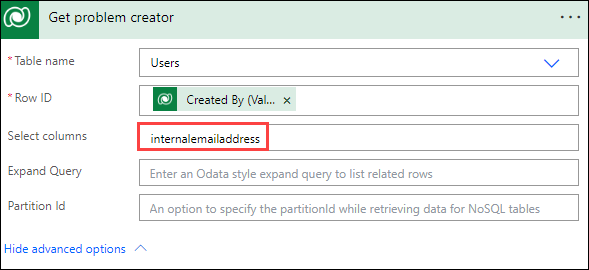 Get problem creator ...
* Table name Users
* Row ID Created By (Val... ×
Select columns internalemailaddress
Expand Query Enter an Odata style expand query to list related rows
Partition Id An option to specify the partitionId while retrieving data for NoSQL tables
Hide advanced options